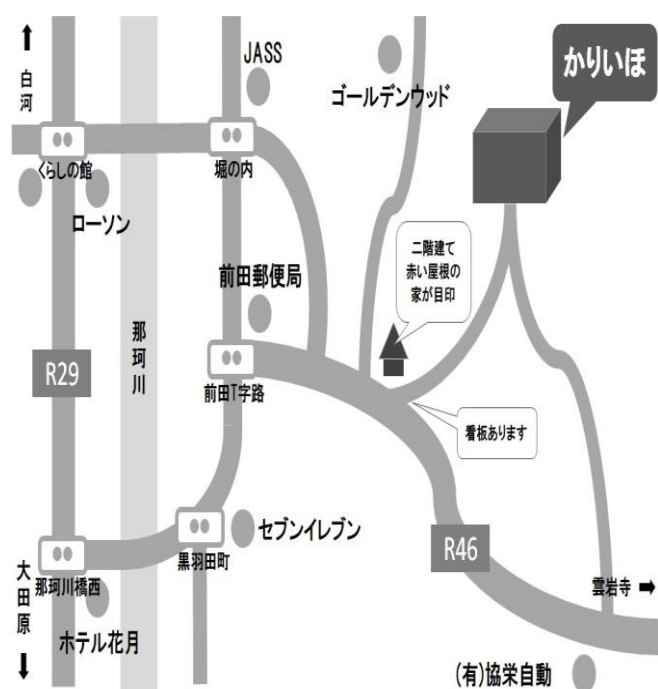 白河
JASS
ゴールデンウッド
かりいほ
くらしの館
堀の内
ローソン
二階建て
赤い屋根の
家が目印
前田郵便局
那珂川
R29
前田T字路
看板あります
セブンイレブン
R46
黒羽田町
那珂川橋西
大田原
雲岩寺
ホテル花月
(有)協栄自動